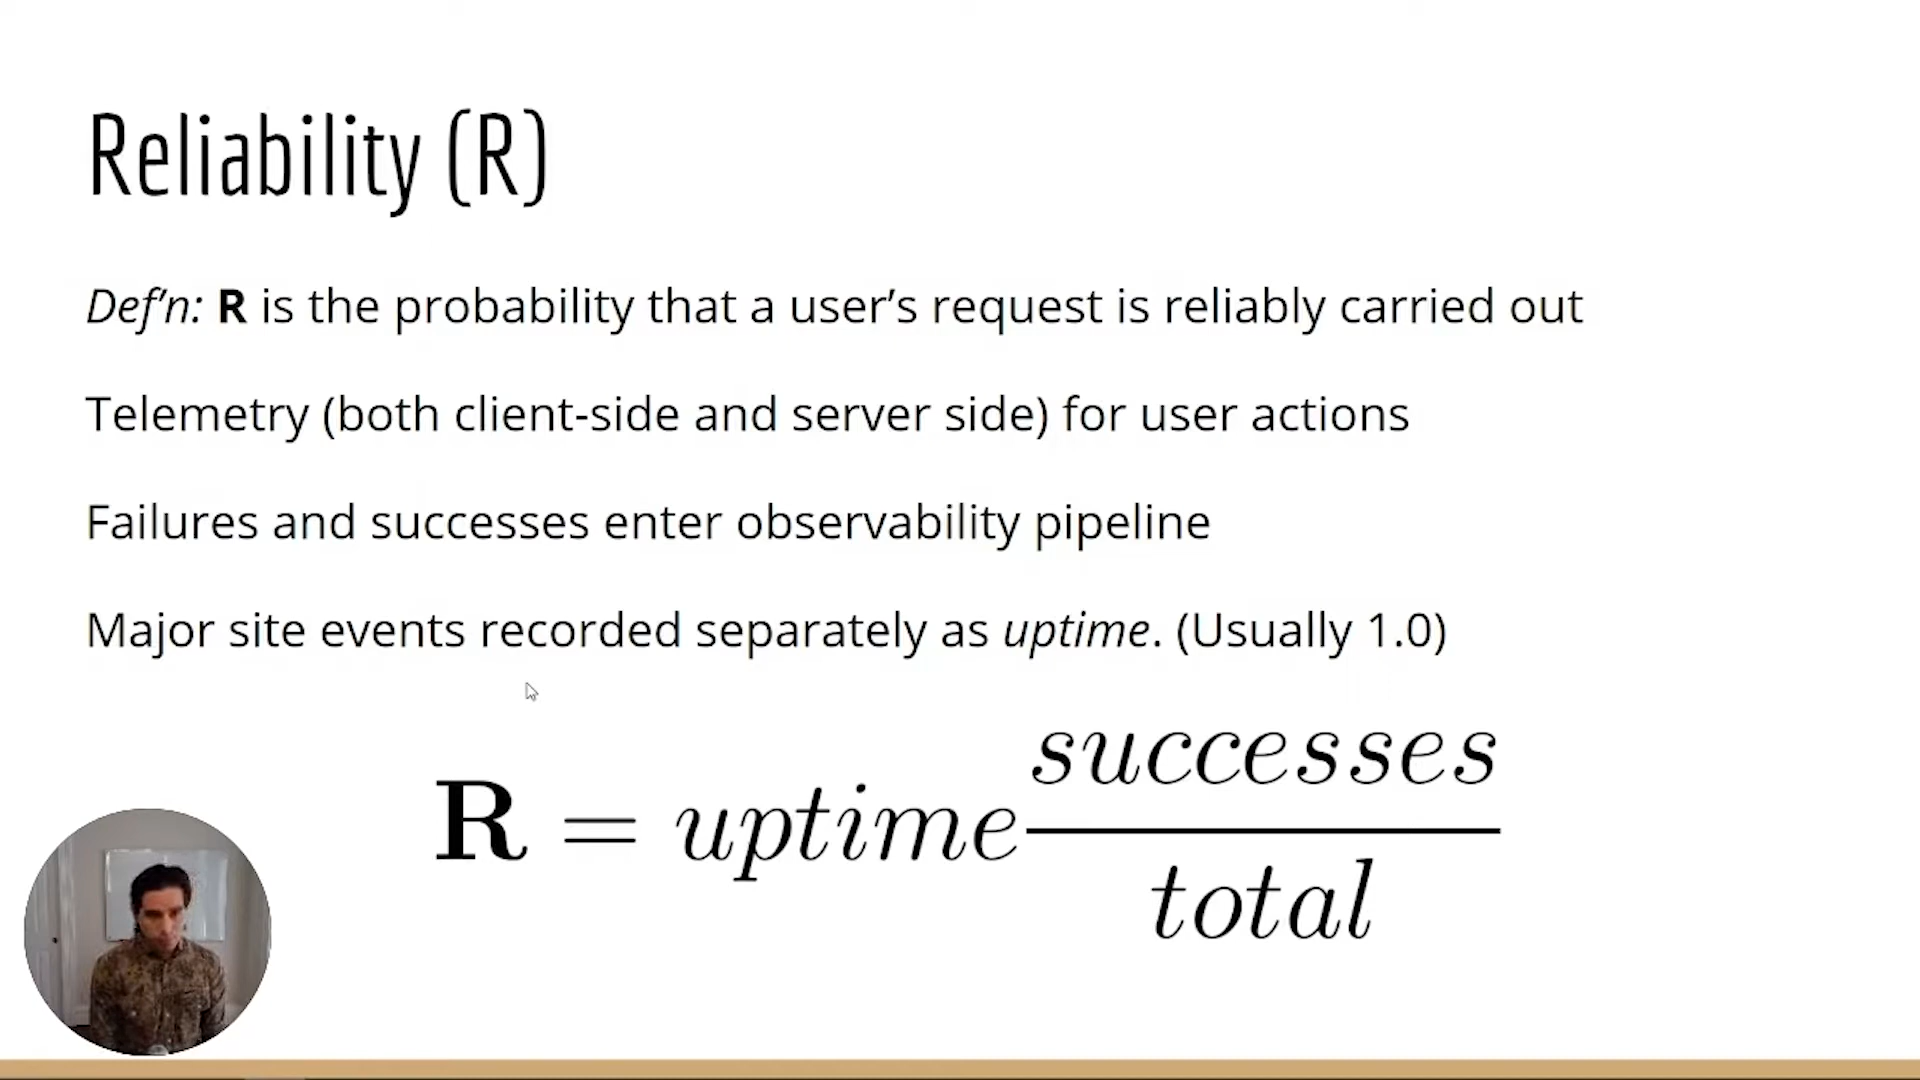 Reliability (R)
Def’n: R is the probability that a user’s request is reliably carried out
Telemetry (both client-side and server side) for user actions
Failures and successes enter observability pipeline
Major site events recorded separately as uptime. (Usually 1.0)
R = uptime successes
total